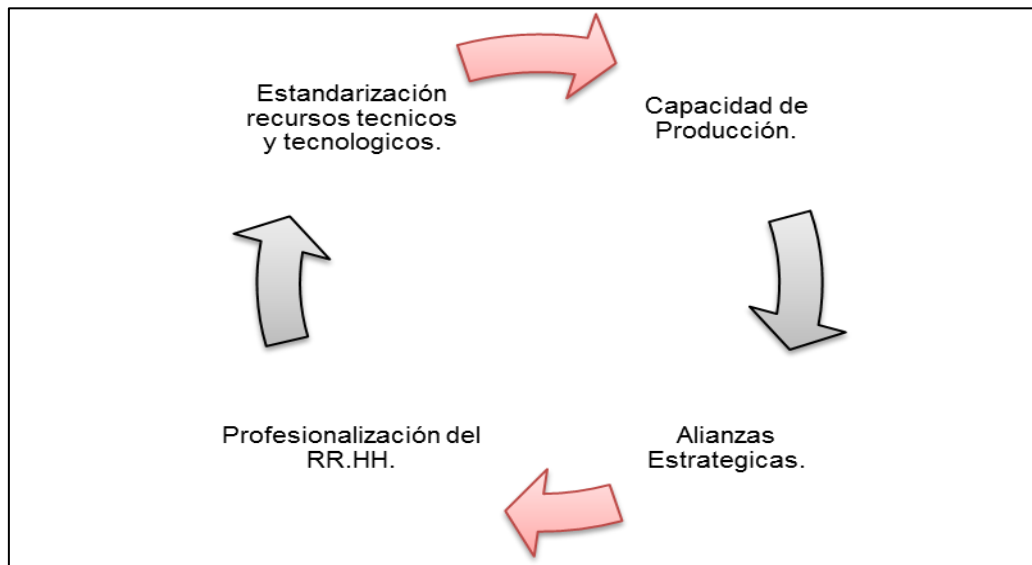 Estandarización
recursos tecnicos
y tecnologicos.
Capacidad de
Producción.
Profesionalización del
RR.HH.
Alianzas
Estrategicas.